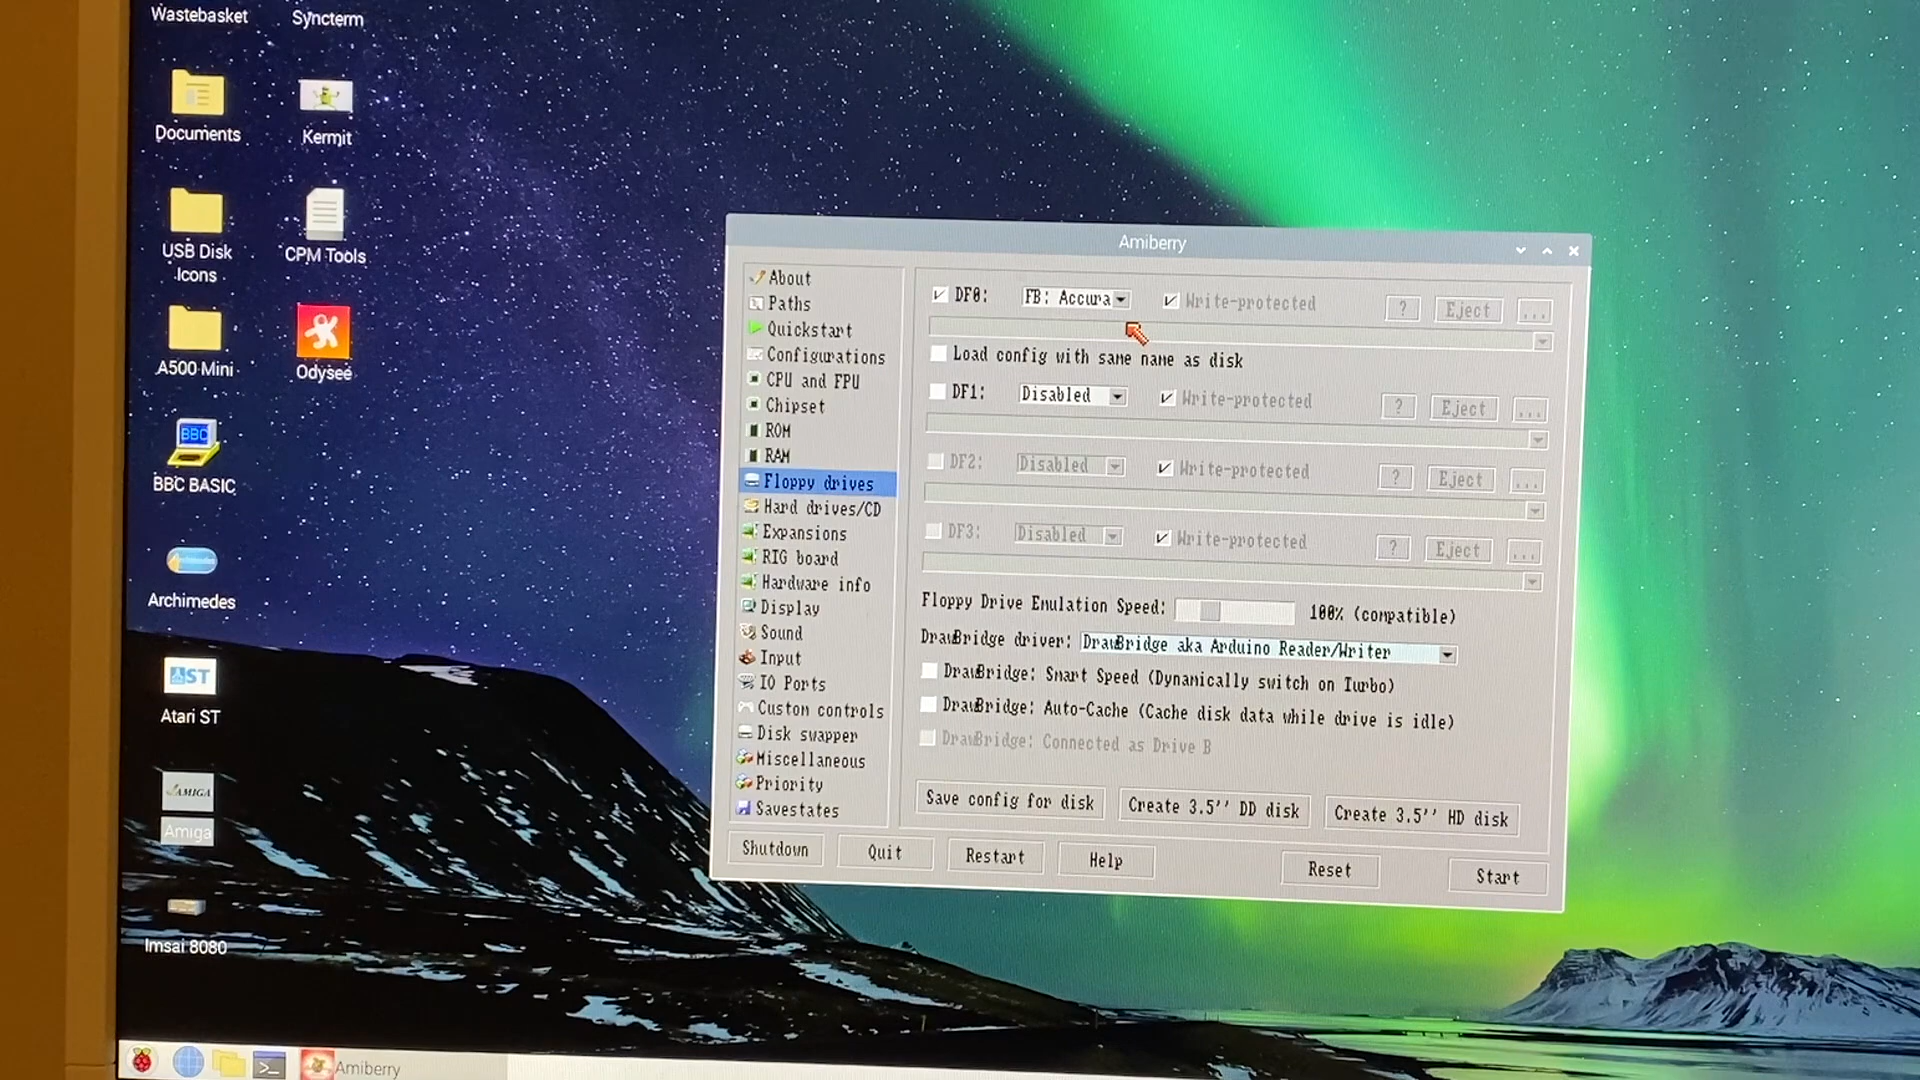 Wastebasket
Syncterm
Documents
Kermit
USB Disk
Icons
CPM Tools
A500 Mini
Odysee
BBC
BBC BASIC
Archimedes
ST
Atari ST
AMIGA
Amiga
Imsai 8080
Amiberry
About
Paths
Quickstart
Configurations
CPU and FPU
Chipset
ROM
RAM
Floppy drives
Hard drives/CD
Expansions
RTG board
Hardware info
Display
Sound
Input
IO Ports
Custom controls
Disk swapper
Miscellaneous
Priority
Savestates
DF0: FB: Accura Write-protected ? Eject ...
Load config with same name as disk
DF1: Disabled Write-protected ? Eject ...
DF2: Disabled Write-protected ? Eject ...
DF3: Disabled Write-protected ? Eject ...
Floppy Drive Emulation Speed: 100% (compatible)
DrawBridge driver: DrawBridge aka Arduino Reader/Writer
DrawBridge: Smart Speed (Dynamically switch on Turbo)
DrawBridge: Auto-Cache (Cache disk data while drive is idle)
DrawBridge: Connected as Drive B
Save config for disk Create 3.5'' DD disk Create 3.5'' HD disk
Shutdown Quit Restart Help Reset Start
Amiberry